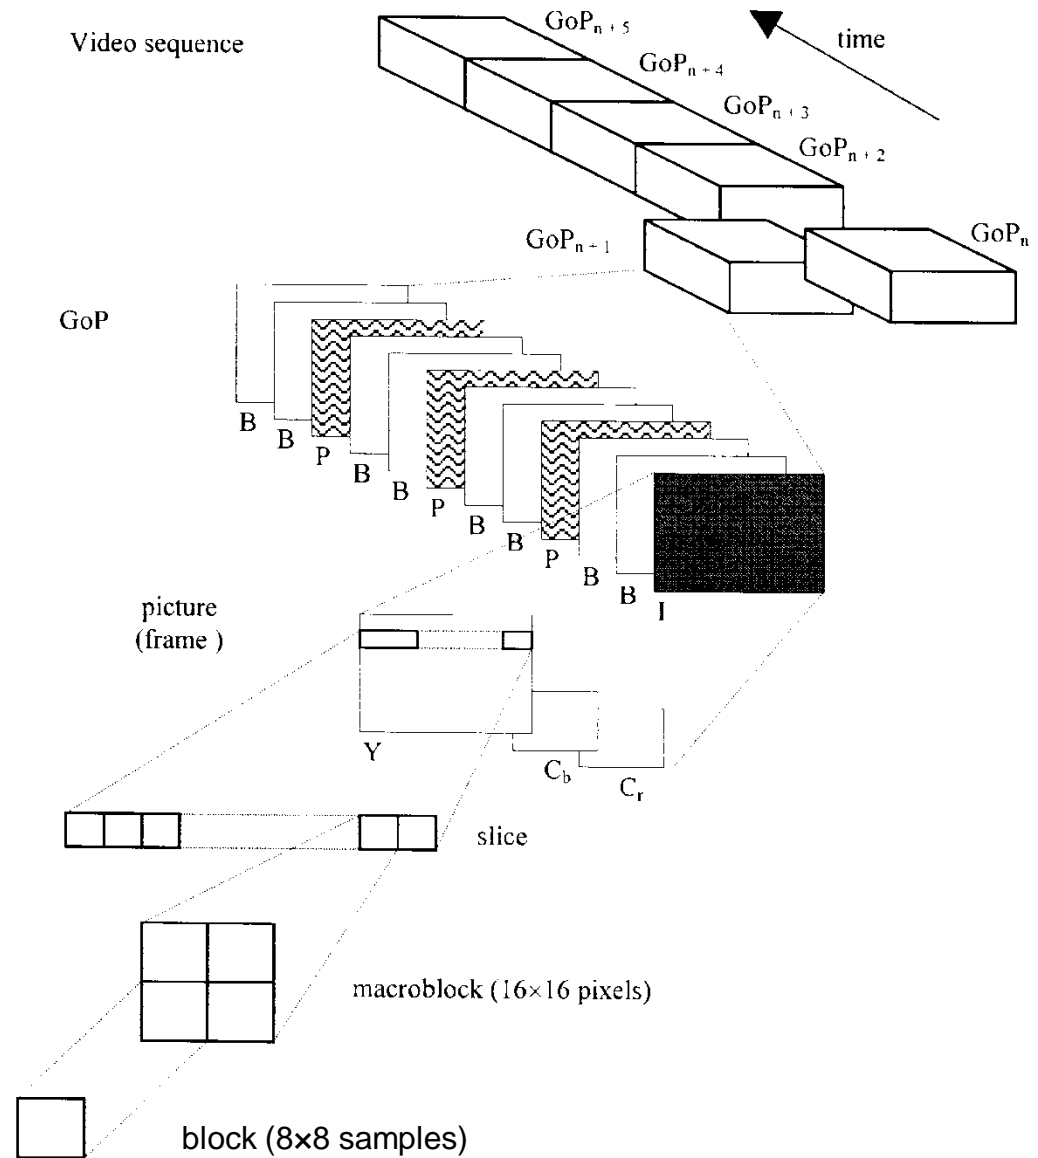 Video sequence
GoPn + 5
time
GoPn + 4
GoPn + 3
GoPn + 2
GoPn + 1
GoPn
GoP
B
B
P
B
B
P
B
B
P
B
B
I
picture
(frame )
Y
Cb
Cr
slice
macroblock (16×16 pixels)
block (8×8 samples)